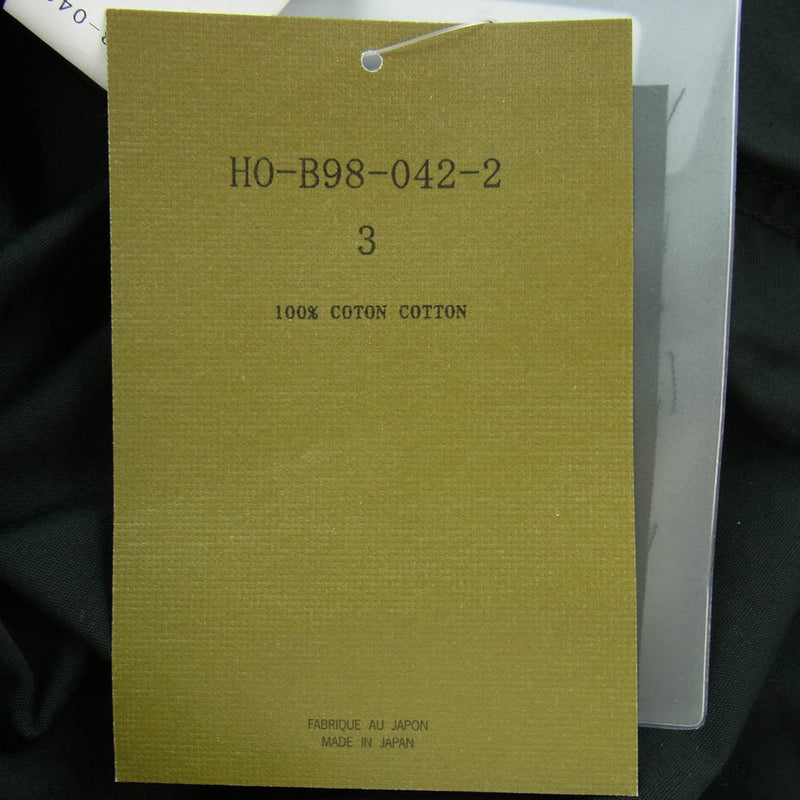 HO-B98-042-2
3
100% COTON COTTON
FABRIQUE AU JAPON
MADE IN JAPAN